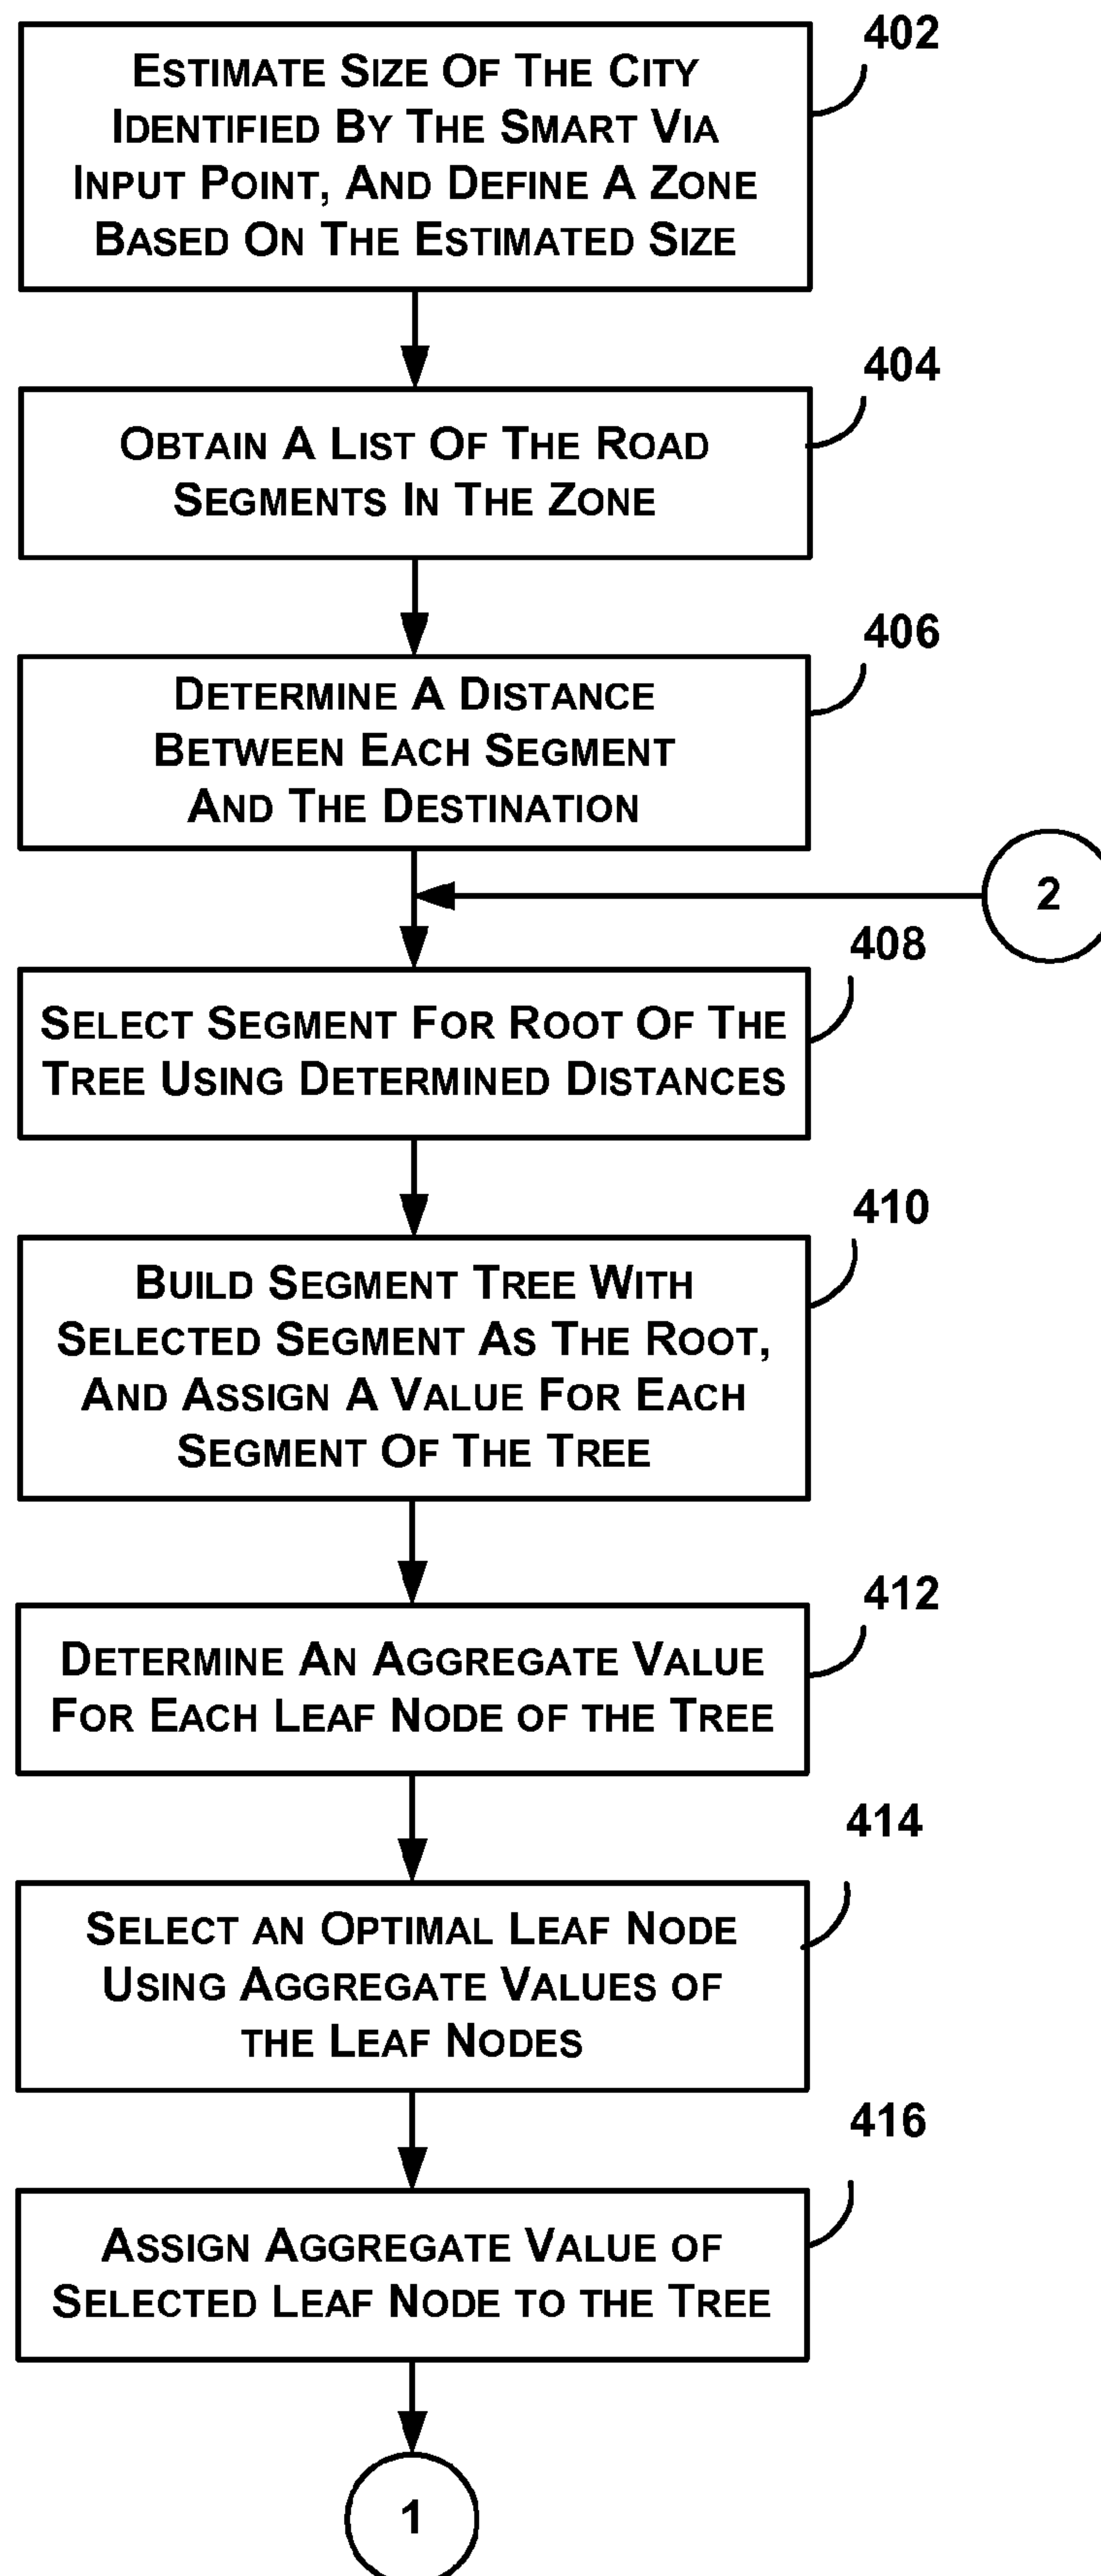 402
ESTIMATE SIZE OF THE CITY
IDENTIFIED BY THE SMART VIA
INPUT POINT, AND DEFINE A ZONE
BASED ON THE ESTIMATED SIZE
404
OBTAIN A LIST OF THE ROAD
SEGMENTS IN THE ZONE
406
DETERMINE A DISTANCE
BETWEEN EACH SEGMENT
AND THE DESTINATION
2
408
SELECT SEGMENT FOR ROOT OF THE
TREE USING DETERMINED DISTANCES
410
BUILD SEGMENT TREE WITH
SELECTED SEGMENT AS THE ROOT,
AND ASSIGN A VALUE FOR EACH
SEGMENT OF THE TREE
412
DETERMINE AN AGGREGATE VALUE
FOR EACH LEAF NODE OF THE TREE
414
SELECT AN OPTIMAL LEAF NODE
USING AGGREGATE VALUES OF
THE LEAF NODES
416
ASSIGN AGGREGATE VALUE OF
SELECTED LEAF NODE TO THE TREE
1